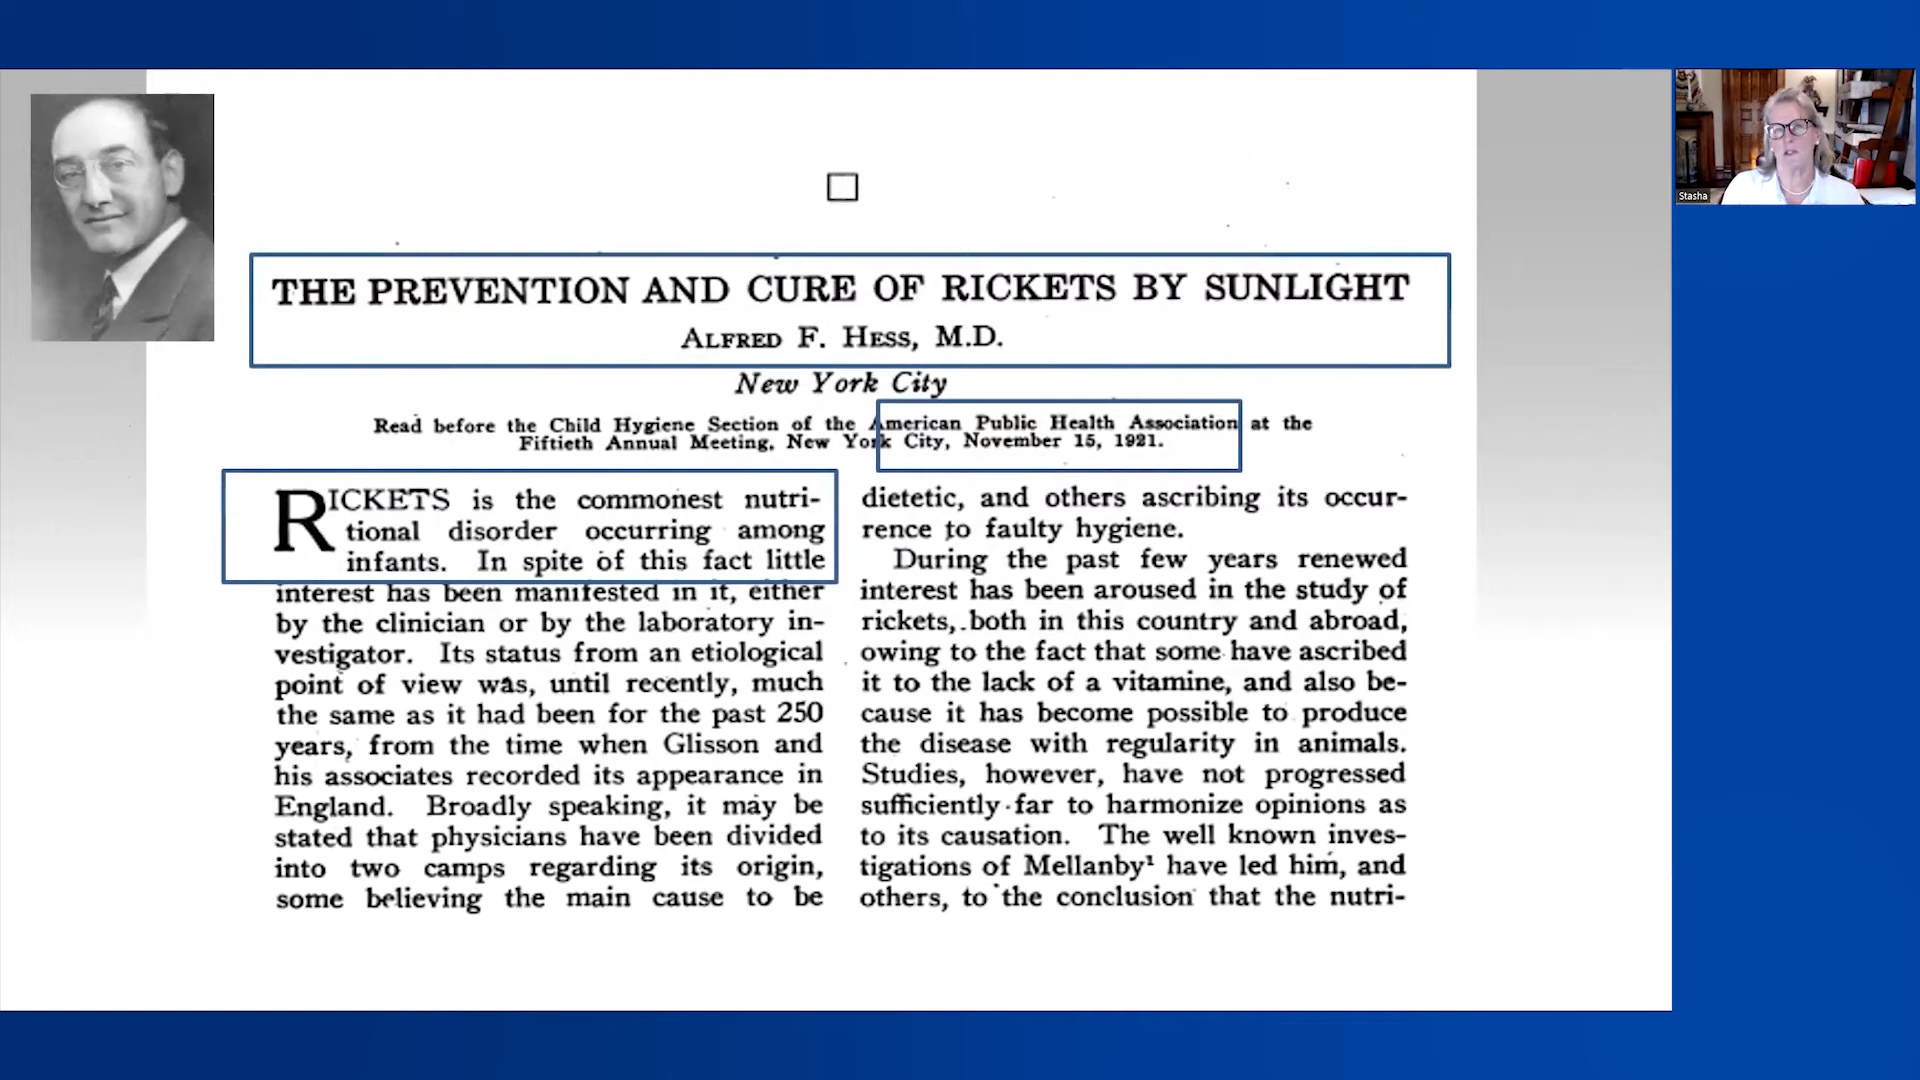 THE PREVENTION AND CURE OF RICKETS BY SUNLIGHT
ALFRED F. HESS, M.D.
New York City
Read before the Child Hygiene Section of the American Public Health Association at the
Fiftieth Annual Meeting, New York City, November 15, 1921.
RICKETS is the commonest nutri-
tional disorder occurring among
infants. In spite of this fact little
interest has been manifested in it, either
by the clinician or by the laboratory in-
vestigator. Its status from an etiological
point of view was, until recently, much
the same as it had been for the past 250
years, from the time when Glisson and
his associates recorded its appearance in
England. Broadly speaking, it may be
stated that physicians have been divided
into two camps regarding its origin,
some believing the main cause to be
dietetic, and others ascribing its occur-
rence to faulty hygiene.
During the past few years renewed
interest has been aroused in the study of
rickets, both in this country and abroad,
owing to the fact that some have ascribed
it to the lack of a vitamine, and also be-
cause it has become possible to produce
the disease with regularity in animals.
Studies, however, have not progressed
sufficiently far to harmonize opinions as
to its causation. The well known inves-
tigations of Mellanby¹ have led him, and
others, to the conclusion that the nutri-
Stasha